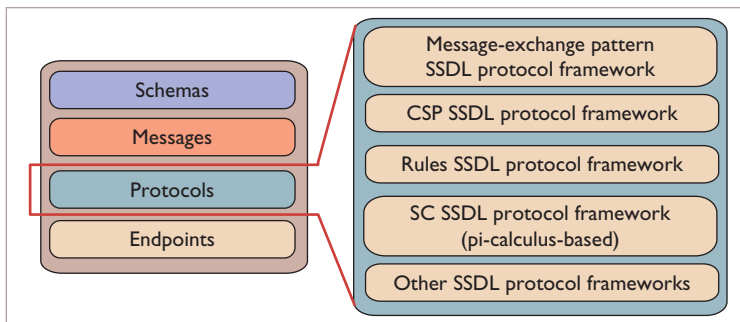 Schemas
Messages
Protocols
Endpoints
Message-exchange pattern
SSDL protocol framework
CSP SSDL protocol framework
Rules SSDL protocol framework
SC SSDL protocol framework
(pi-calculus-based)
Other SSDL protocol frameworks